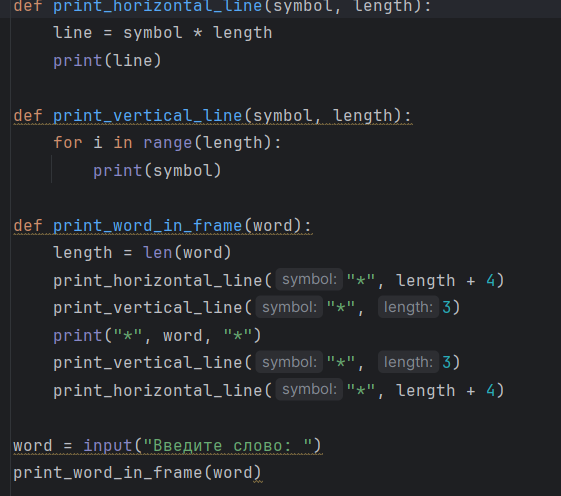 def print_horizontal_line(symbol, length):
    line = symbol * length
    print(line)
def print_vertical_line(symbol, length):
    for i in range(length):
        print(symbol)
def print_word_in_frame(word):
    length = len(word)
    print_horizontal_line( symbol: "*", length + 4)
    print_vertical_line( symbol: "*", length: 3)
    print("*", word, "*")
    print_vertical_line( symbol: "*", length: 3)
    print_horizontal_line( symbol: "*", length + 4)
word = input("Введите слово: ")
print_word_in_frame(word)